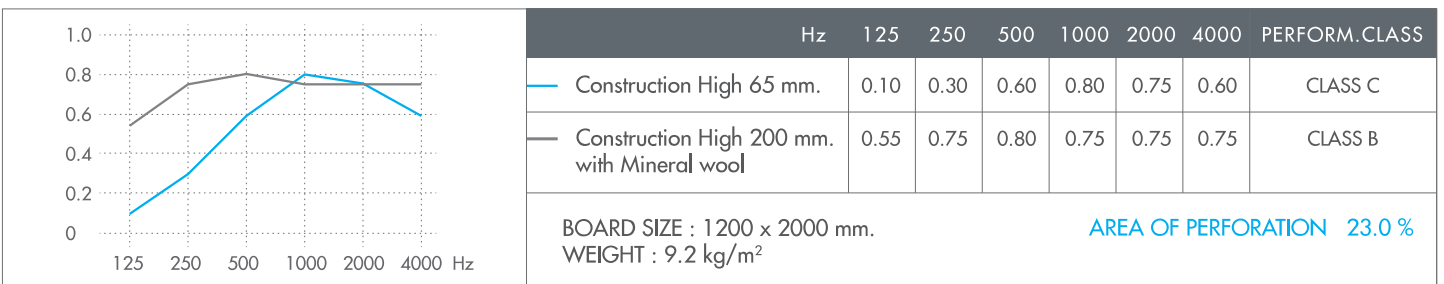 1.0
0.8
0.6
0.4
0.2
0
125 250 500 1000 2000 4000 Hz
Hz 125 250 500 1000 2000 4000 PERFORM.CLASS
Construction High 65 mm. 0.10 0.30 0.60 0.80 0.75 0.60 CLASS C
Construction High 200 mm. 0.55 0.75 0.80 0.75 0.75 0.75 CLASS B
with Mineral wool
BOARD SIZE : 1200 x 2000 mm. AREA OF PERFORATION 23.0 %
WEIGHT : 9.2 kg/m²